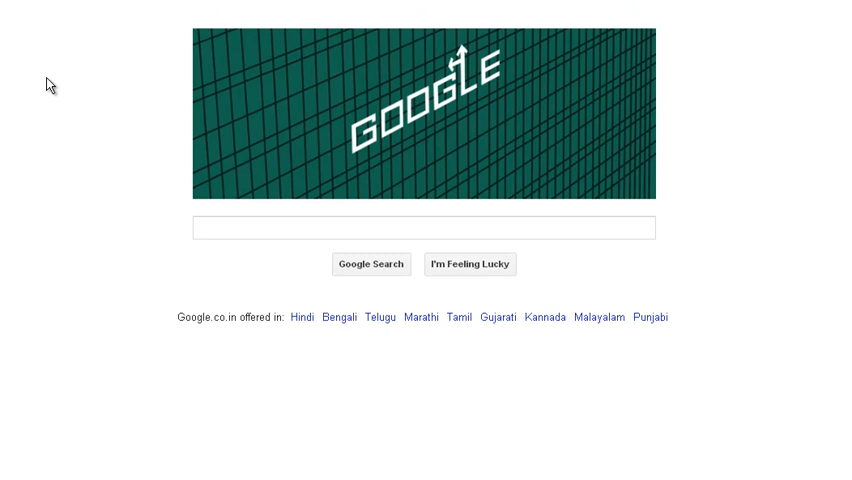 GOOGLE
Google Search I'm Feeling Lucky
Google.co.in offered in: Hindi Bengali Telugu Marathi Tamil Gujarati Kannada Malayalam Punjabi